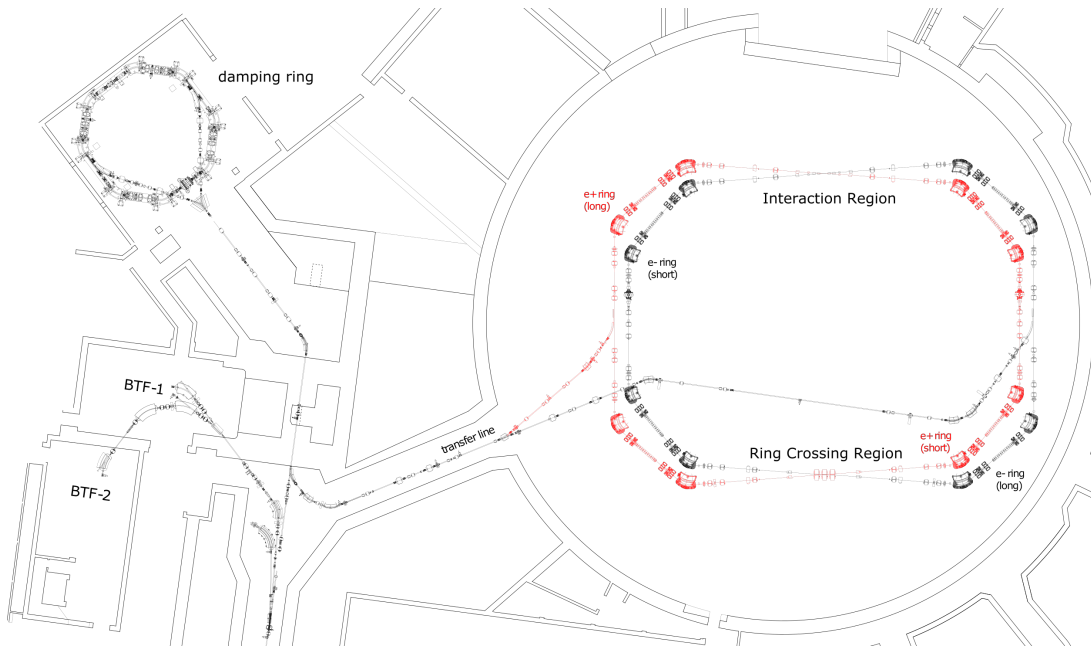 damping ring
e+ ring
(long)
Interaction Region
e- ring
(short)
BTF-1
transfer line
e+ ring
(short)
Ring Crossing Region
e- ring
(long)
BTF-2